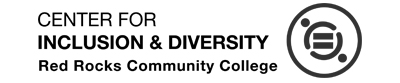 CENTER FOR
INCLUSION & DIVERSITY
Red Rocks Community College